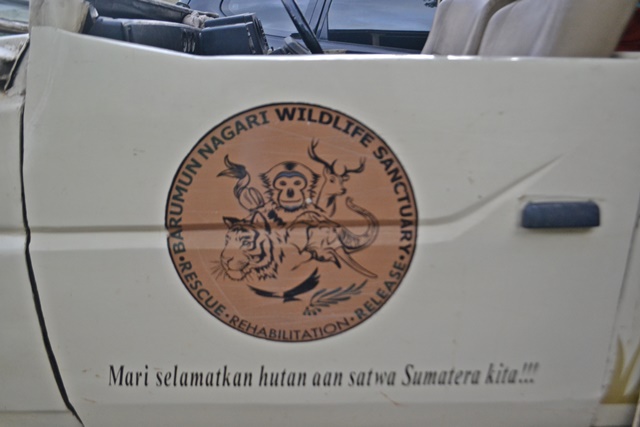 BARUMUN NAGARI WILDLIFE SANCTUARY
RESCUE · REHABILITATION · RELEASE
Mari selamatkan hutan aan satwa Sumatera kita!!!